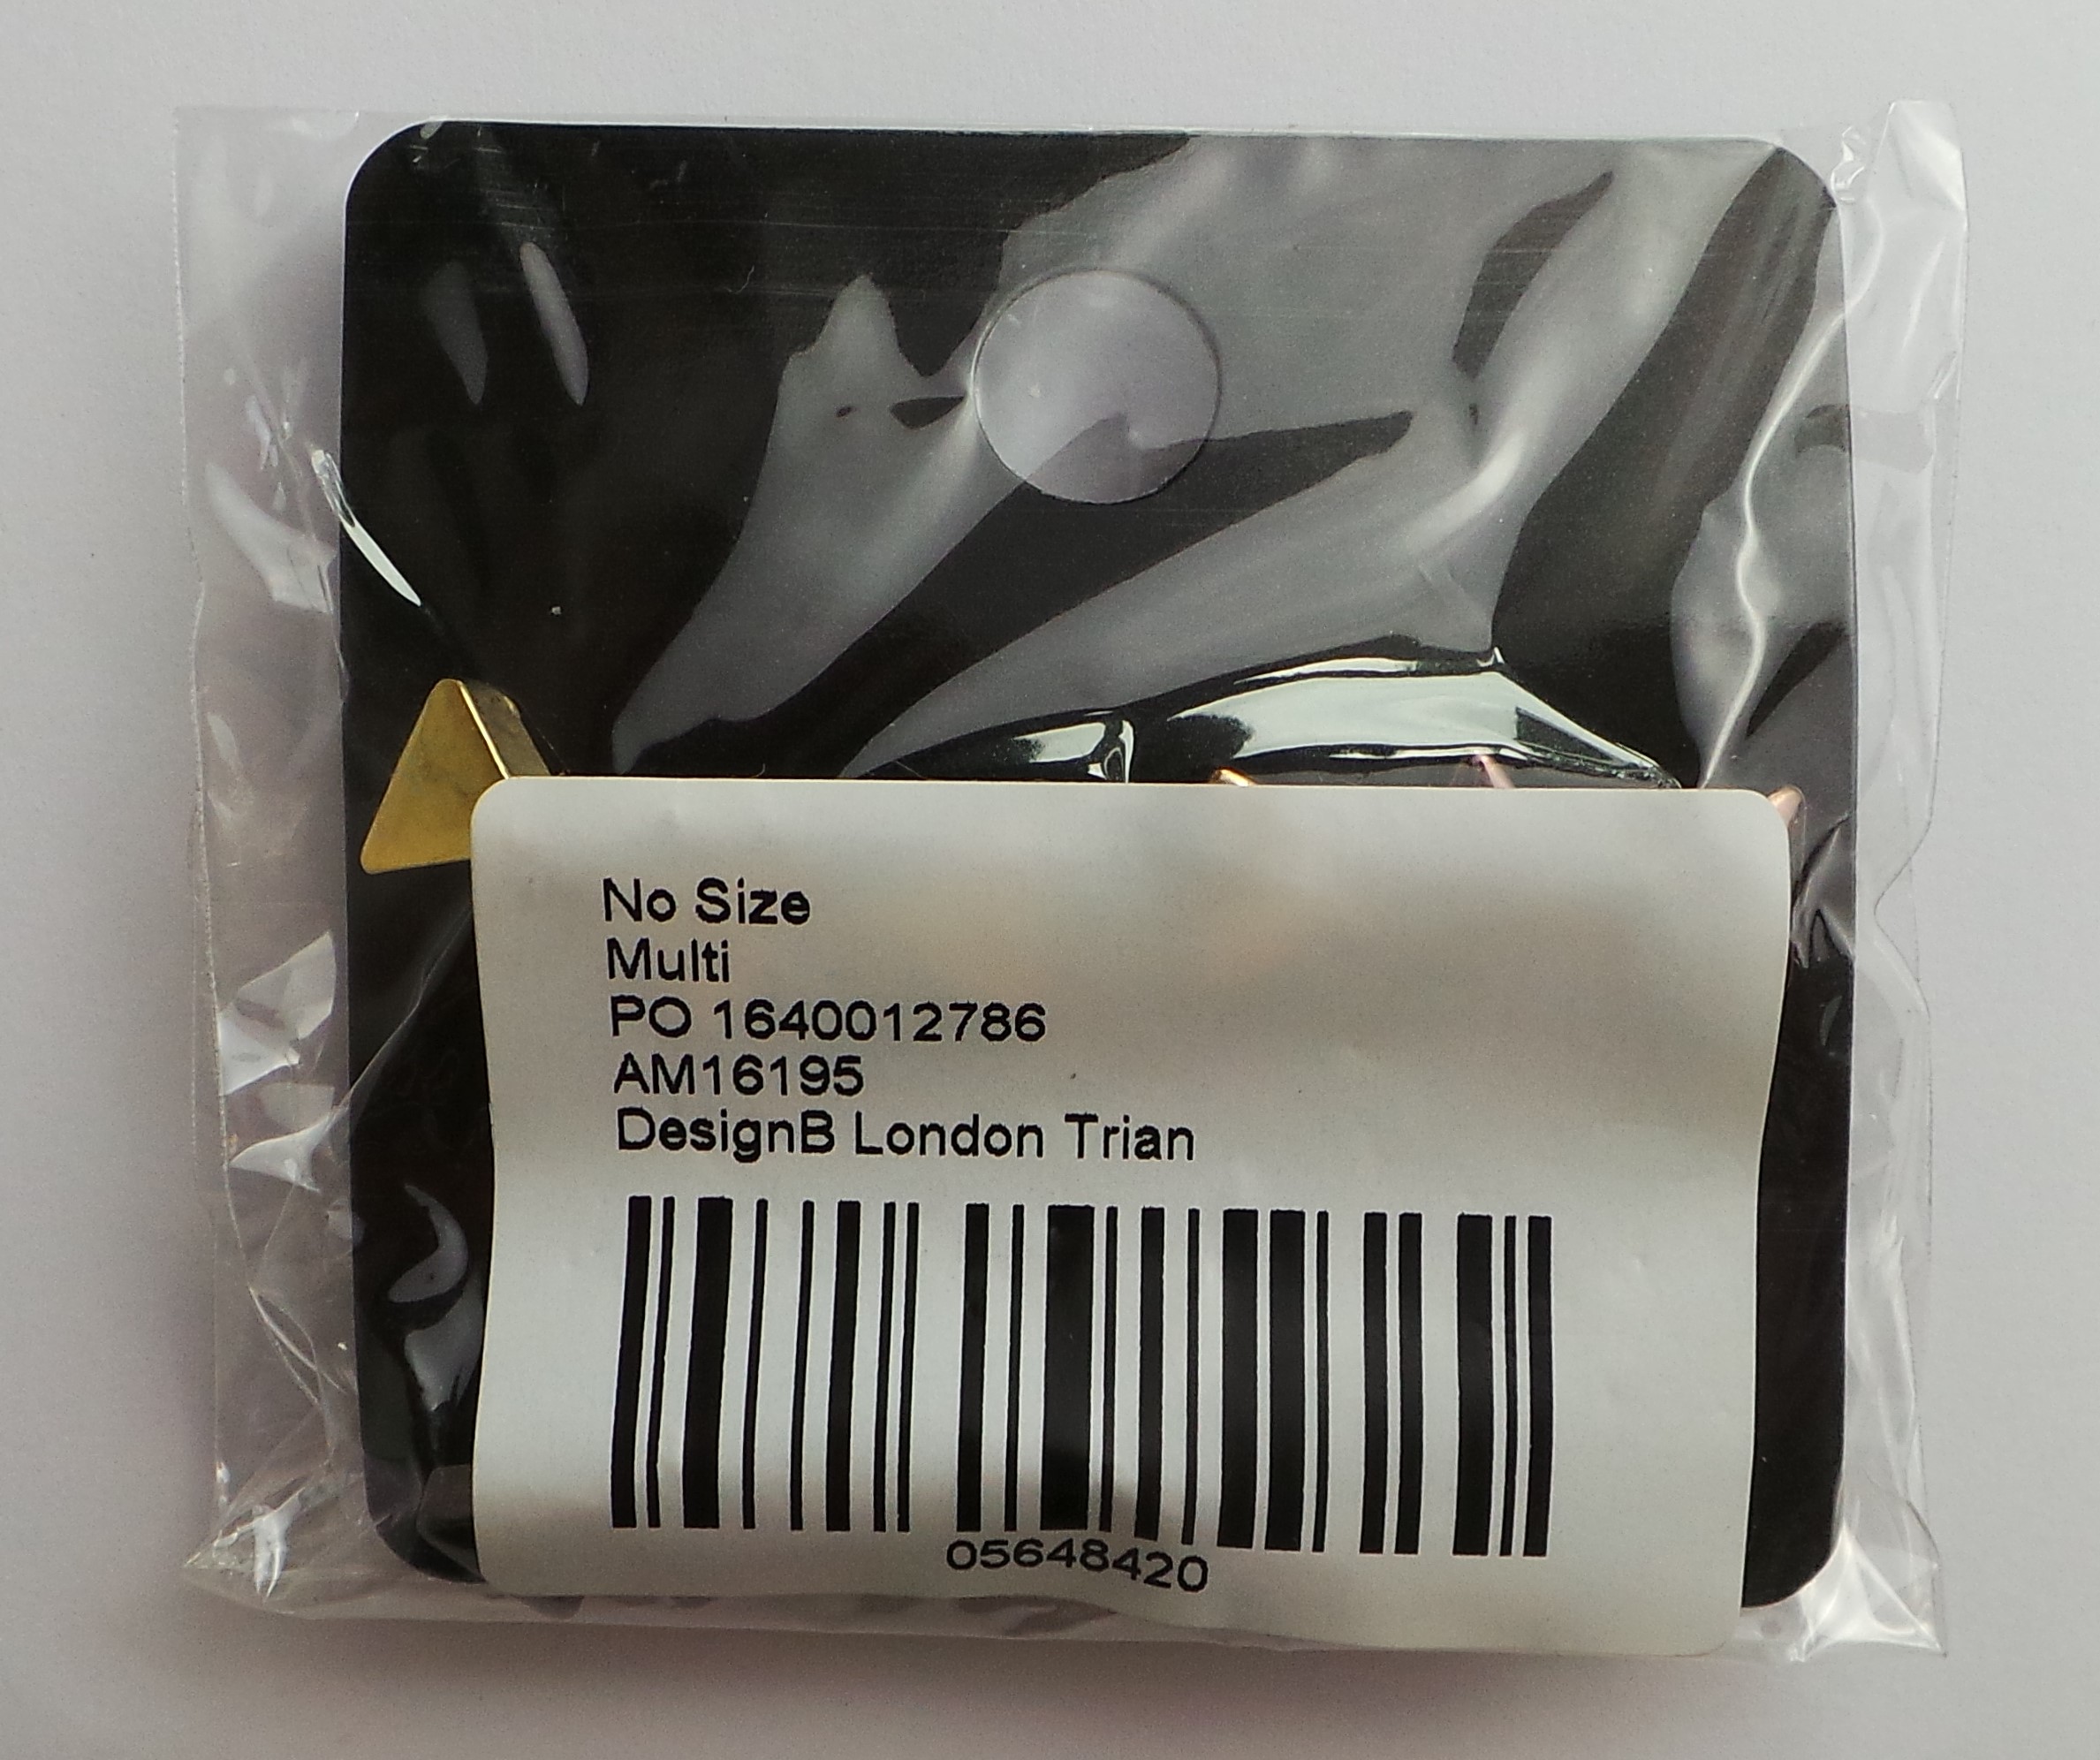 No Size
Multi
PO 1640012786
AM16195
DesignB London Trian
05648420